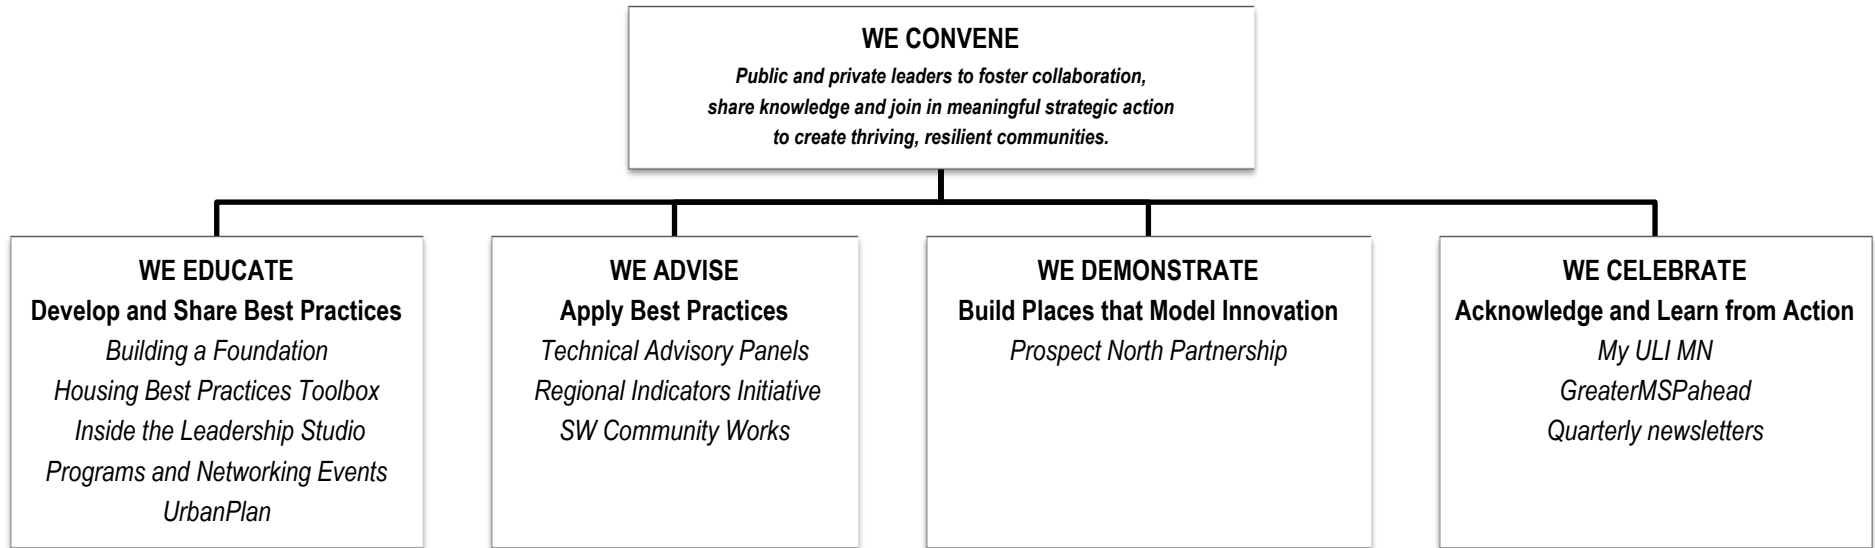 WE CONVENE
Public and private leaders to foster collaboration,
share knowledge and join in meaningful strategic action
to create thriving, resilient communities.
WE EDUCATE
Develop and Share Best Practices
Building a Foundation
Housing Best Practices Toolbox
Inside the Leadership Studio
Programs and Networking Events
UrbanPlan
WE ADVISE
Apply Best Practices
Technical Advisory Panels
Regional Indicators Initiative
SW Community Works
WE DEMONSTRATE
Build Places that Model Innovation
Prospect North Partnership
WE CELEBRATE
Acknowledge and Learn from Action
My ULI MN
GreaterMSPahead
Quarterly newsletters